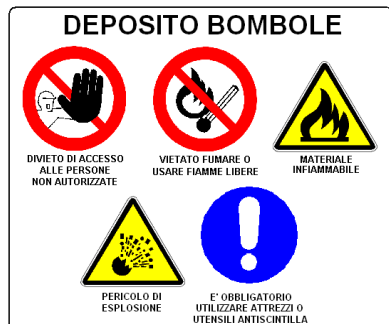 DEPOSITO BOMBOLE
DIVIETO DI ACCESSO
ALLE PERSONE
NON AUTORIZZATE
VIETATO FUMARE O
USARE FIAMME LIBERE
MATERIALE
INFIAMMABILE
PERICOLO DI
ESPLOSIONE
E' OBBLIGATORIO
UTILIZZARE ATTREZZI O
UTENSILI ANTISCINTILLA